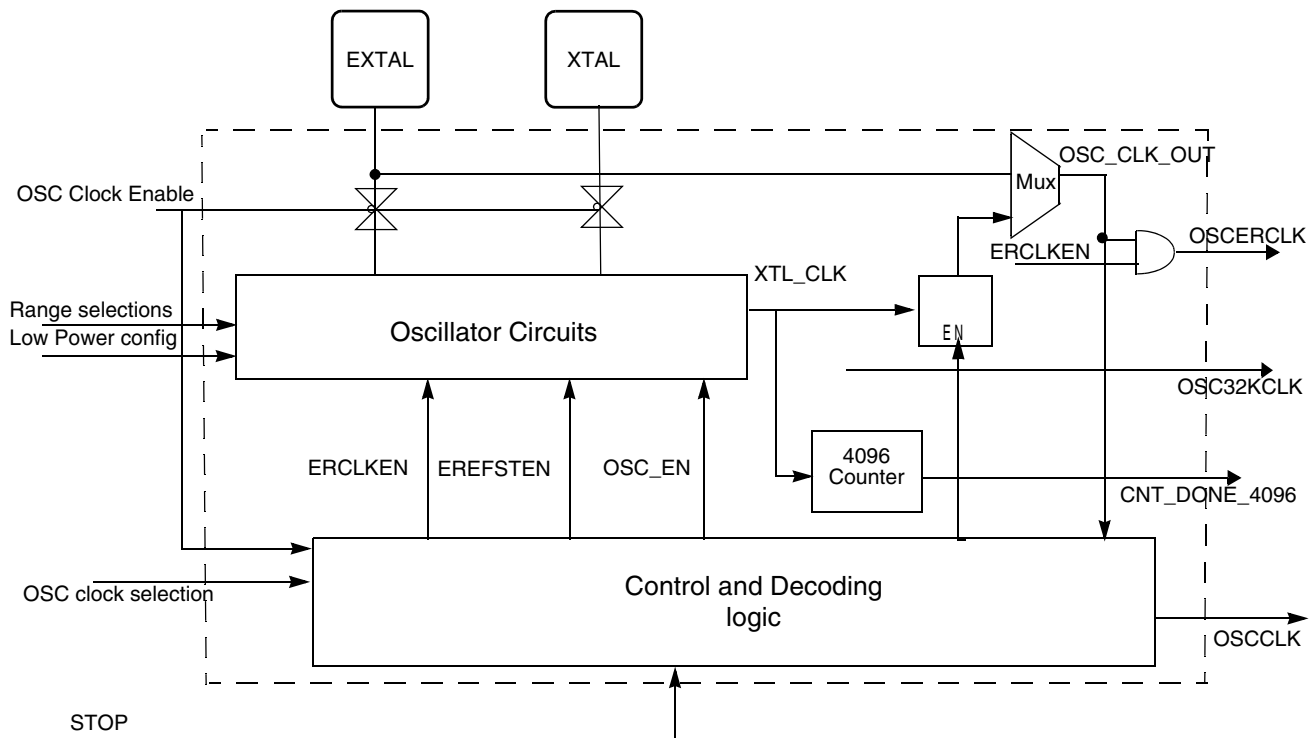 EXTAL
XTAL
OSC_CLK_OUT
Mux
OSC Clock Enable
OSCERCLK
ERCLKEN
XTL_CLK
Range selections
Low Power config
Oscillator Circuits
EN
OSC32KCLK
ERCLKEN
EREFSTEN
OSC_EN
4096
Counter
CNT_DONE_4096
Control and Decoding
logic
OSC clock selection
OSCCLK
STOP